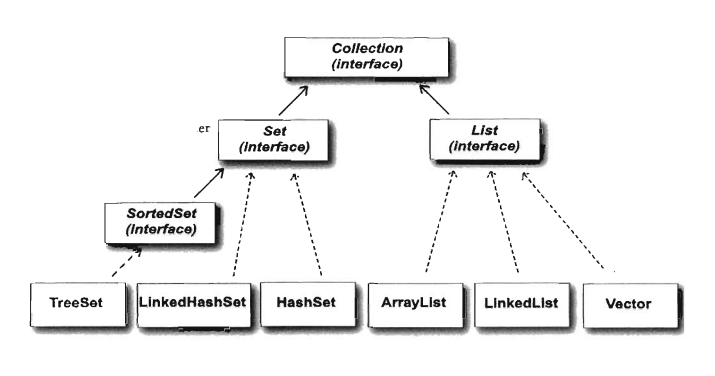 Collection
(interface)
.er
Set
(interface)
List
(interface)
SortedSet
(interface)
TreeSet
LinkedHashSet
HashSet
ArrayList
LinkedList
Vector